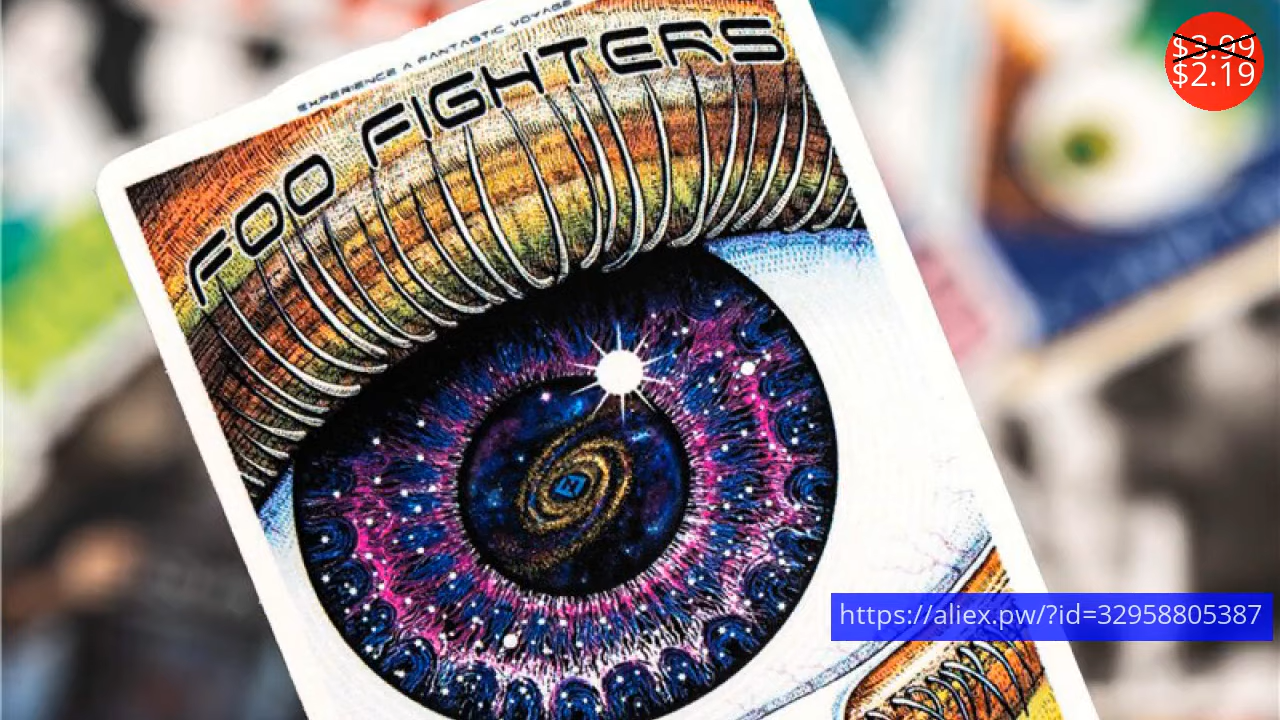 EXPERIENCE A FANTASTIC VOYAGE
FOO FIGHTERS
$3.99
$2.19
https://aliex.pw/?id=32958805387